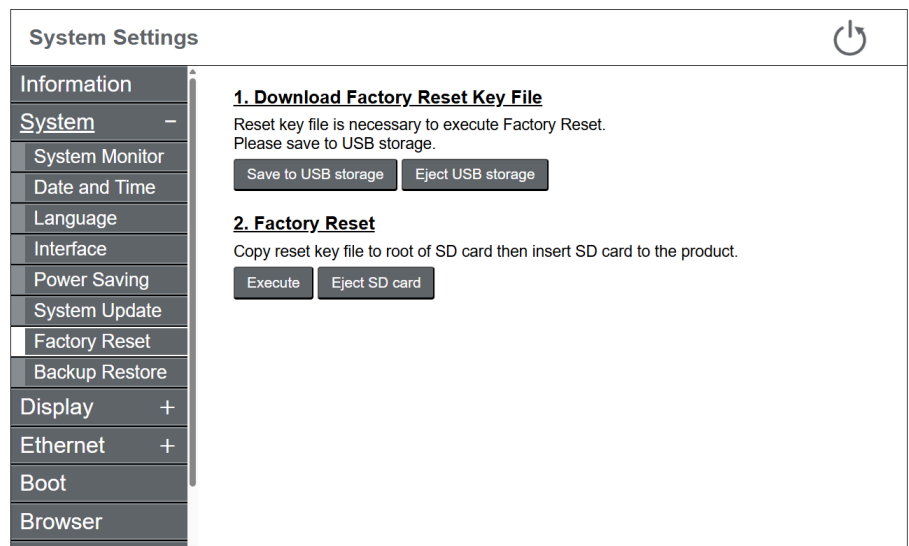 System Settings
Information
System −
System Monitor
Date and Time
Language
Interface
Power Saving
System Update
Factory Reset
Backup Restore
Display +
Ethernet +
Boot
Browser
1. Download Factory Reset Key File
Reset key file is necessary to execute Factory Reset.
Please save to USB storage.
Save to USB storage Eject USB storage
2. Factory Reset
Copy reset key file to root of SD card then insert SD card to the product.
Execute Eject SD card